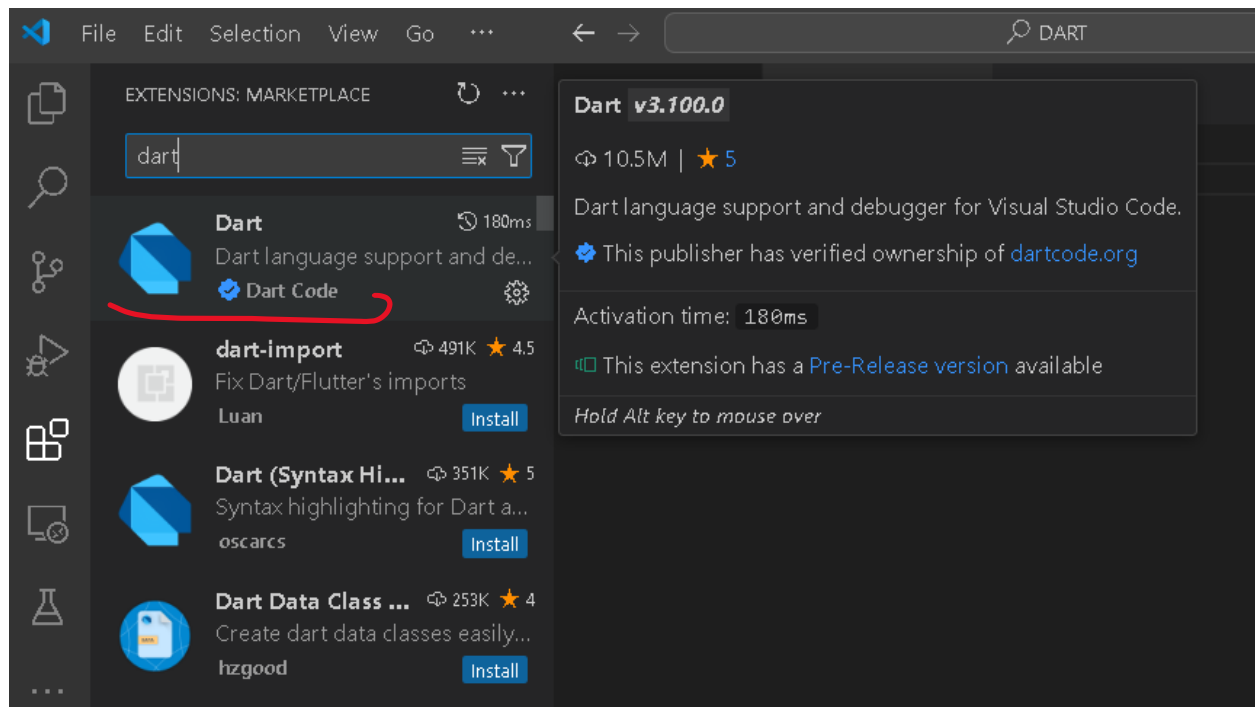 File Edit Selection View Go ···
DART
EXTENSIONS: MARKETPLACE
dart
Dart 180ms
Dart language support and de...
Dart Code
dart-import 491K ★ 4.5
Fix Dart/Flutter's imports
Luan Install
Dart (Syntax Hi... 351K ★ 5
Syntax highlighting for Dart a...
oscarcs Install
Dart Data Class ... 253K ★ 4
Create dart data classes easily...
hzgood Install
Dart v3.100.0
10.5M | ★ 5
Dart language support and debugger for Visual Studio Code.
This publisher has verified ownership of dartcode.org
Activation time: 180ms
This extension has a Pre-Release version available
Hold Alt key to mouse over